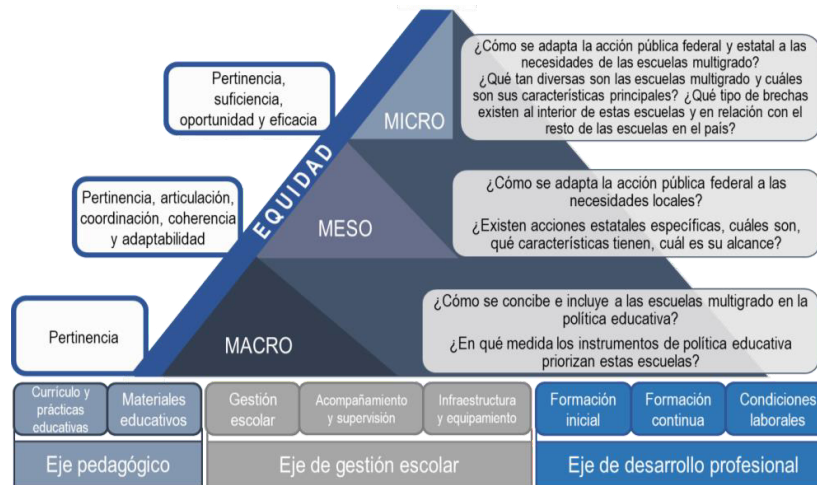 Pertinencia,
suficiencia,
oportunidad y eficacia
MICRO
¿Cómo se adapta la acción pública federal y estatal a las
necesidades de las escuelas multigrado?
¿Qué tan diversas son las escuelas multigrado y cuáles
son sus características principales? ¿Qué tipo de brechas
existen al interior de estas escuelas y en relación con el
resto de las escuelas en el país?
EQUIDAD
Pertinencia, articulación,
coordinación, coherencia
y adaptabilidad
MESO
¿Cómo se adapta la acción pública federal a las
necesidades locales?
¿Existen acciones estatales específicas, cuáles son,
qué características tienen, cuál es su alcance?
Pertinencia
MACRO
¿Cómo se concibe e incluye a las escuelas multigrado en la
política educativa?
¿En qué medida los instrumentos de política educativa
priorizan estas escuelas?
Currículo y
prácticas
educativas
Materiales
educativos
Gestión
escolar
Acompañamiento
y supervisión
Infraestructura
y equipamiento
Formación
inicial
Formación
continua
Condiciones
laborales
Eje pedagógico
Eje de gestión escolar
Eje de desarrollo profesional